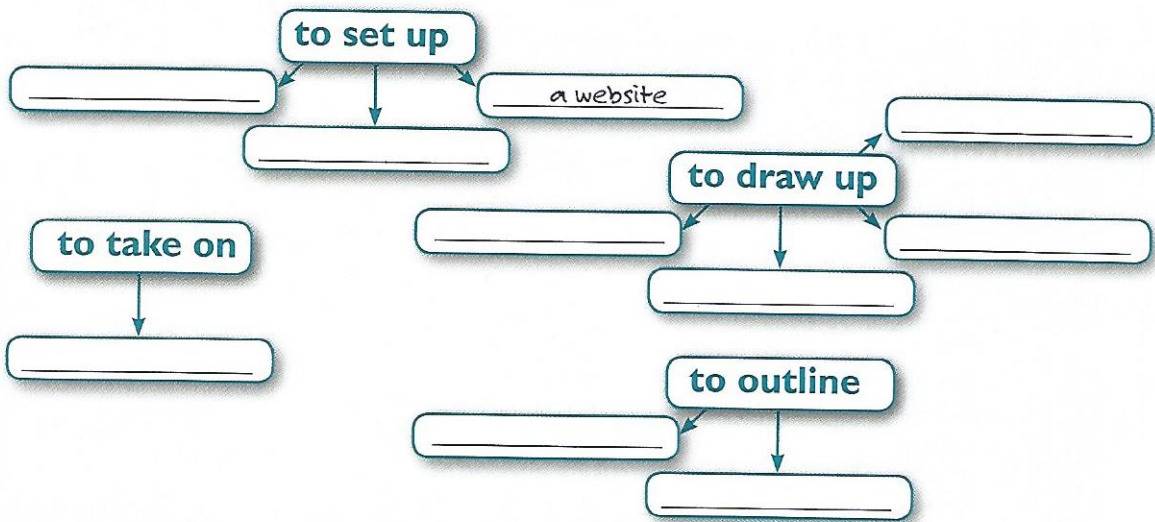 to set up
a website
to draw up
to take on
to outline